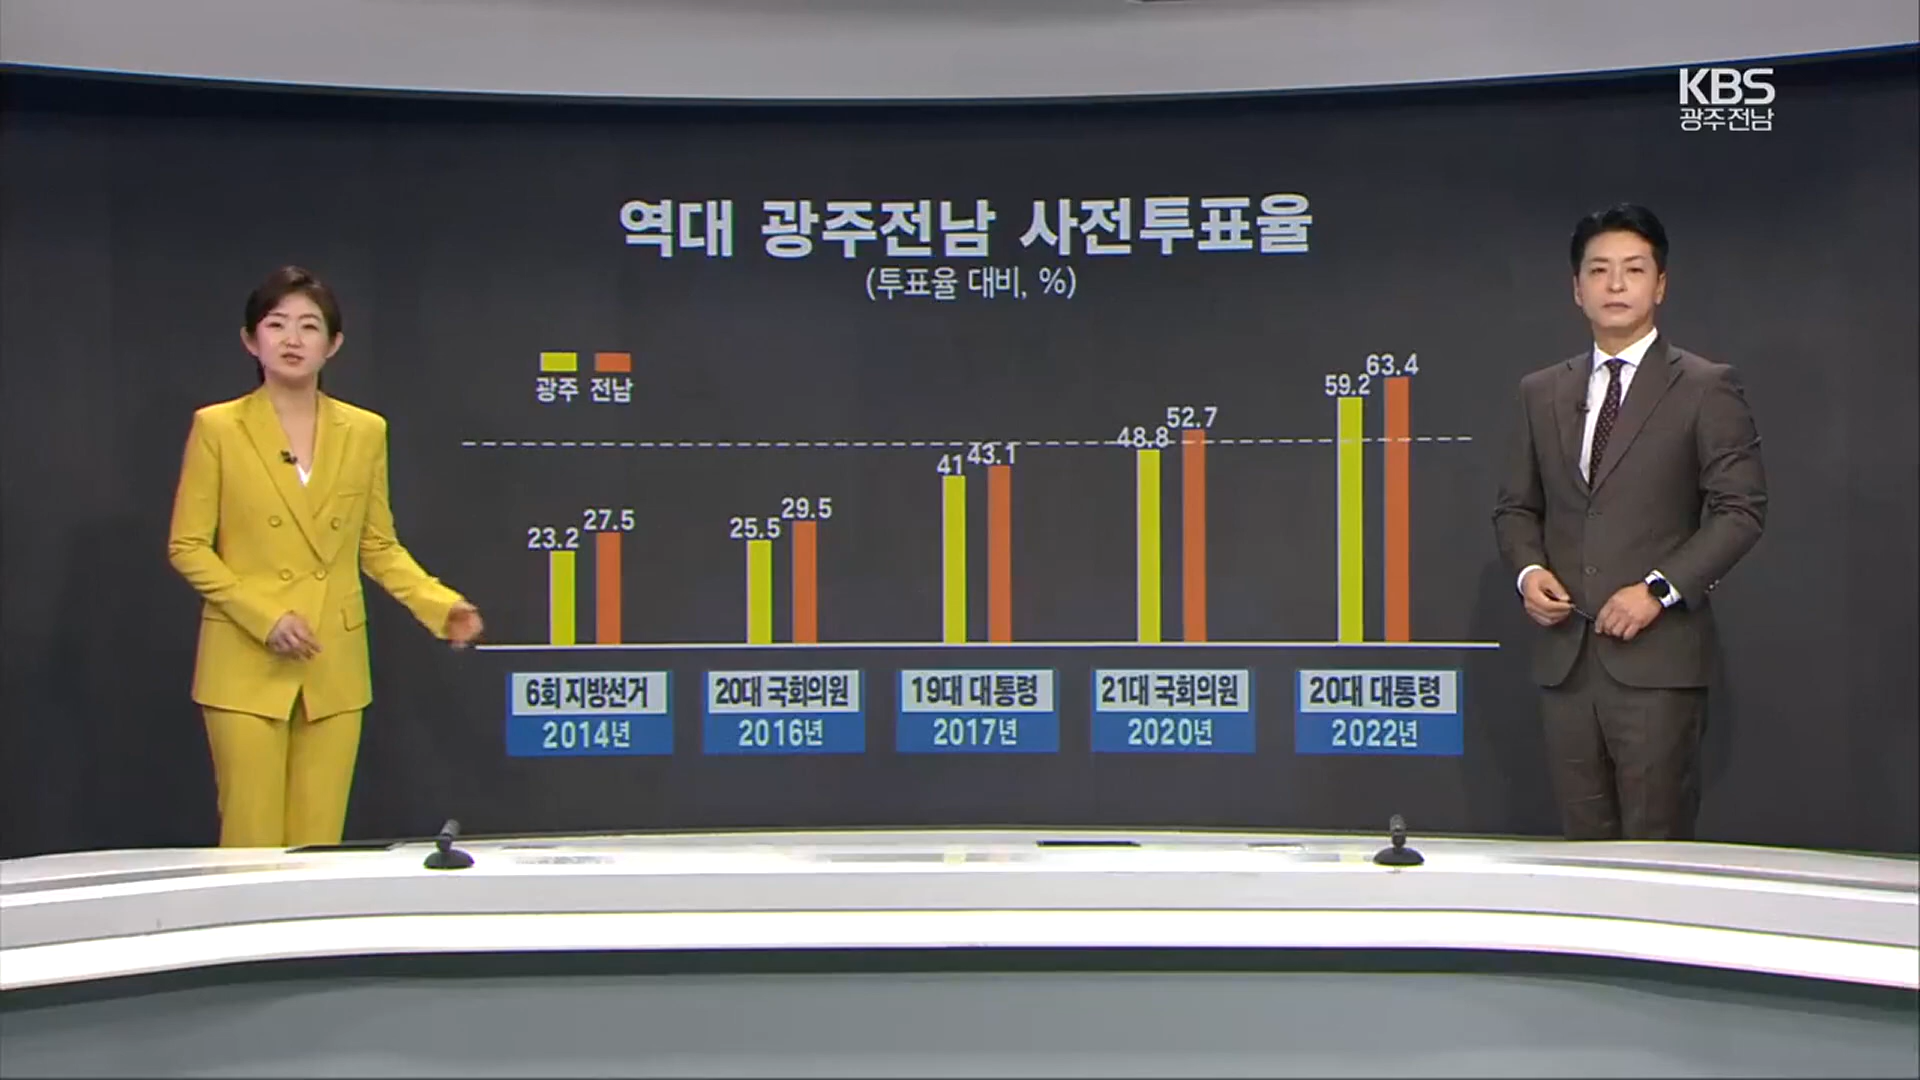 KBS
광주전남
역대 광주전남 사전투표율
(투표율 대비, %)
광주 전남
23.2 27.5
25.5 29.5
41 43.1
48.8 52.7
59.2 63.4
6회 지방선거
2014년
20대 국회의원
2016년
19대 대통령
2017년
21대 국회의원
2020년
20대 대통령
2022년